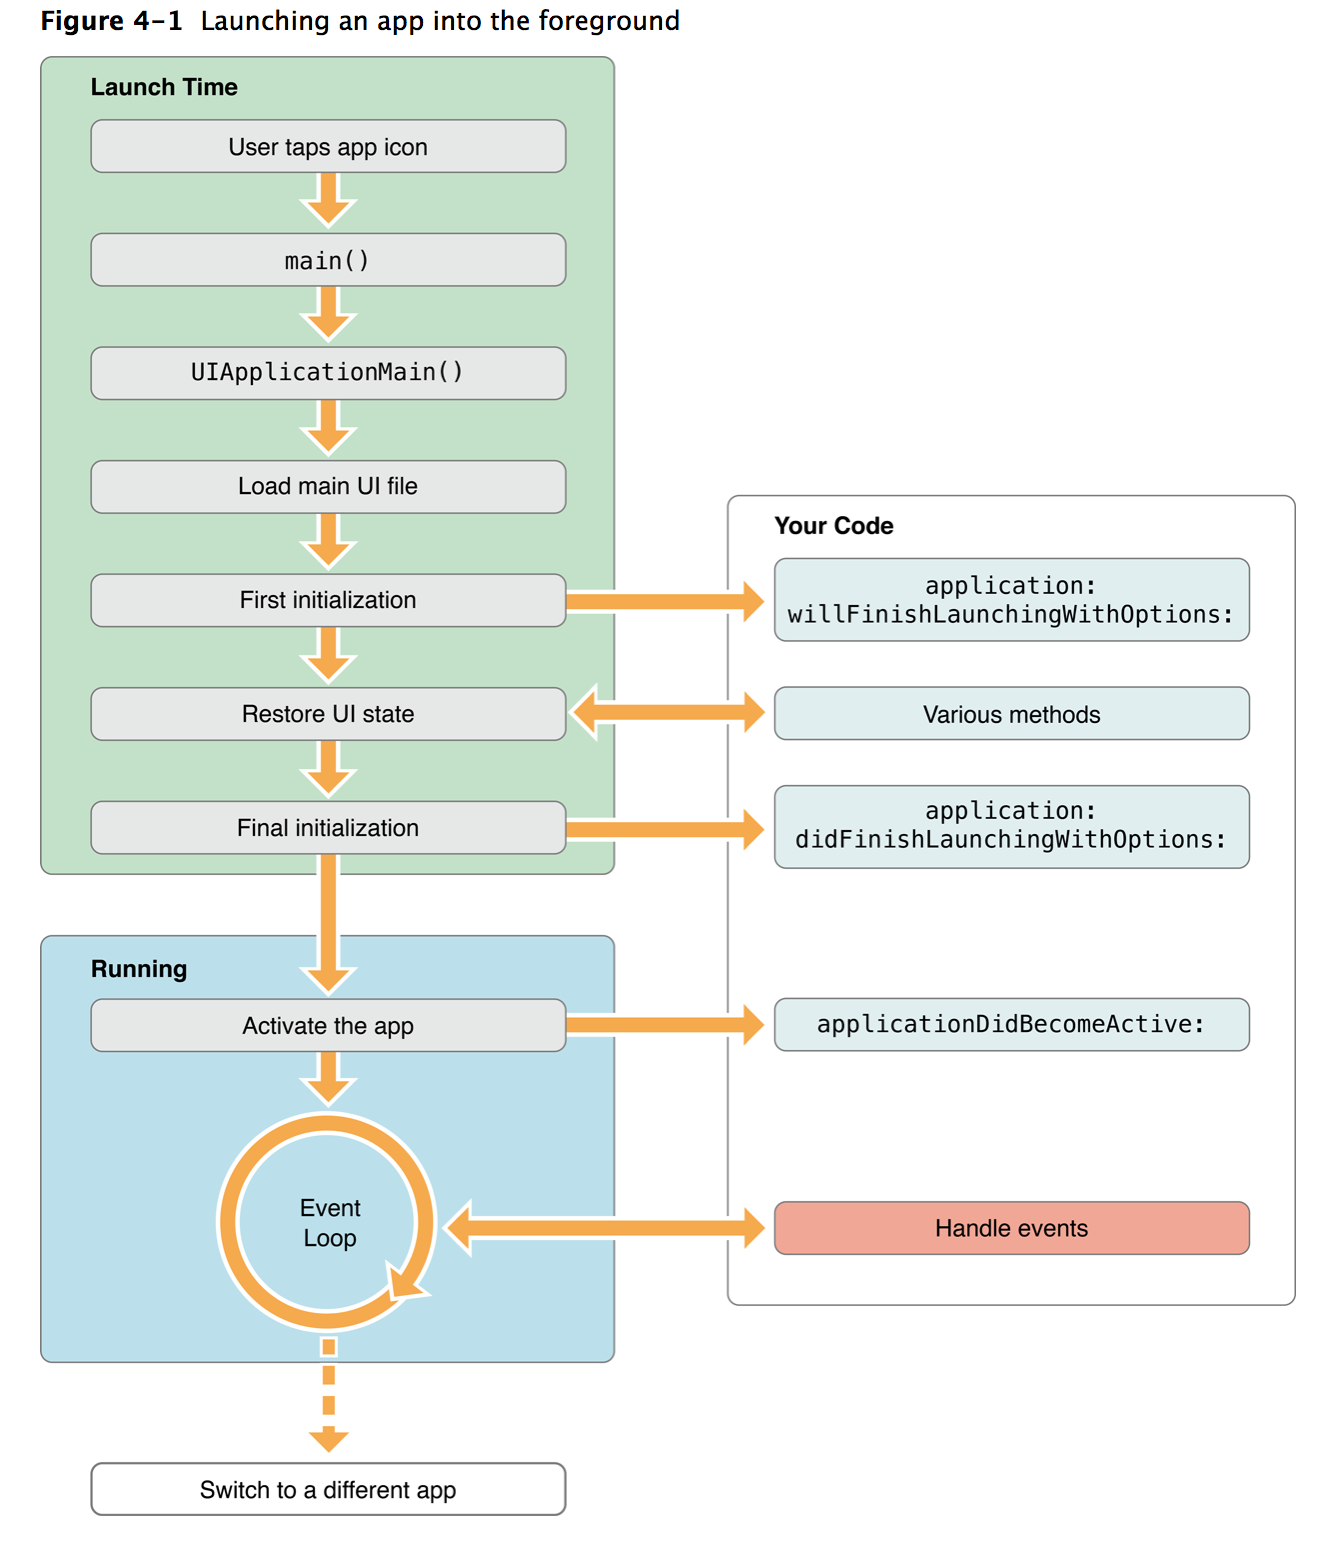 Figure 4-1 Launching an app into the foreground
Launch Time
User taps app icon
main()
UIApplicationMain()
Load main UI file
First initialization
Restore UI state
Final initialization
Your Code
application:
willFinishLaunchingWithOptions:
Various methods
application:
didFinishLaunchingWithOptions:
Running
Activate the app
applicationDidBecomeActive:
Event
Loop
Handle events
Switch to a different app